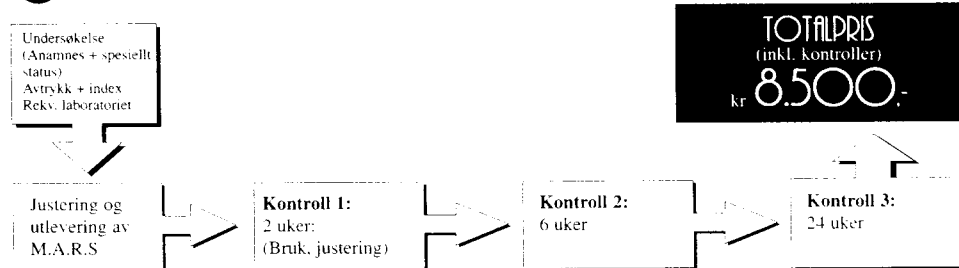 Undersøkelse
(Anamnes + spesiellt
status)
Avtrykk + index
Rekv. laboratoriet
TOTALPRIS
(inkl. kontroller)
kr 8.500,-
Justering og
utlevering av
M.A.R.S
Kontroll 1:
2 uker:
(Bruk, justering)
Kontroll 2:
6 uker
Kontroll 3:
24 uker